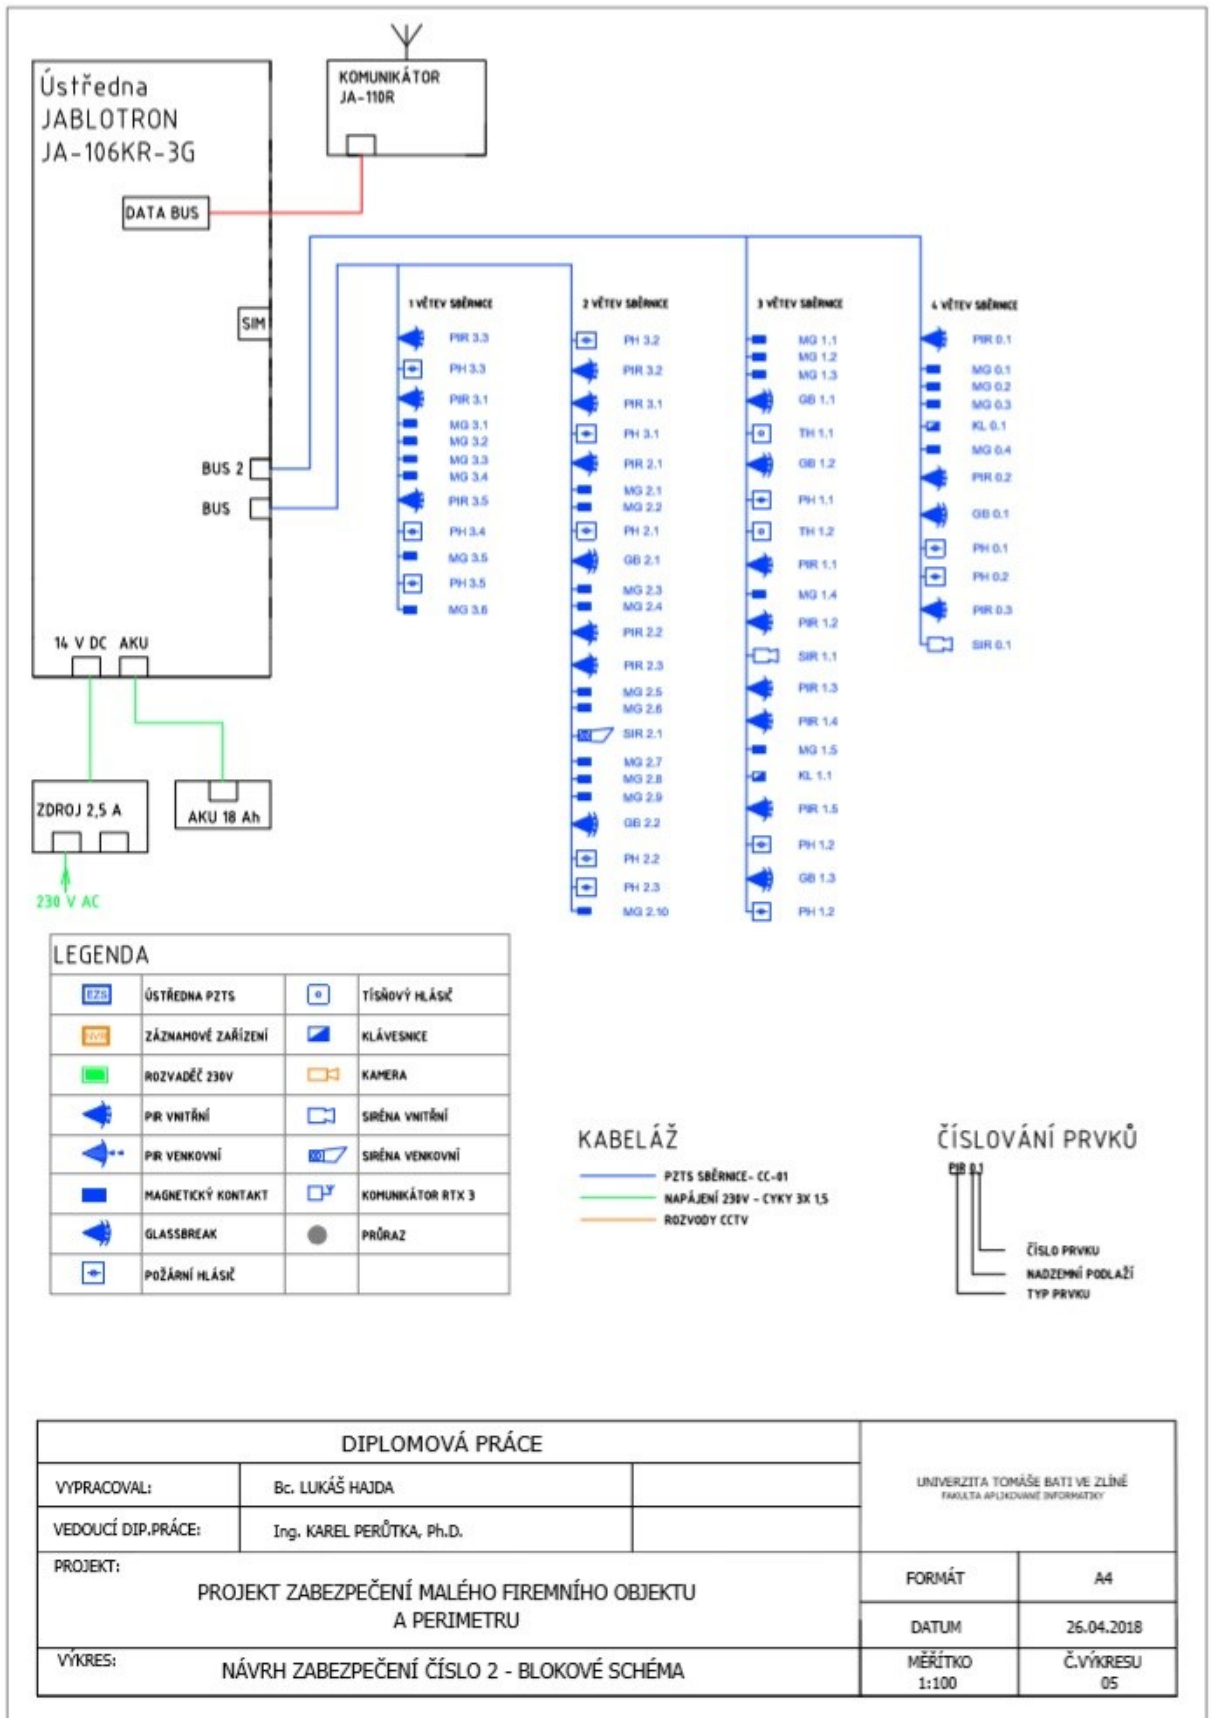 Ústředna
JABLOTRON
JA-106KR-3G
KOMUNIKÁTOR
JA-110R
DATA BUS
SIM
BUS 2
BUS
14 V DC AKU
ZDROJ 2,5 A
AKU 18 Ah
230 V AC
1 VĚTEV SBĚRNICE
PIR 3.3
PH 3.3
PIR 3.1
MG 3.1
MG 3.2
MG 3.3
MG 3.4
PIR 3.5
PH 3.4
MG 3.5
PH 3.5
MG 3.6
2 VĚTEV SBĚRNICE
PH 3.2
PIR 3.2
PIR 3.1
PH 3.1
PIR 2.1
MG 2.1
MG 2.2
PH 2.1
GB 2.1
MG 2.3
MG 2.4
PIR 2.2
PIR 2.3
MG 2.5
MG 2.6
SIR 2.1
MG 2.7
MG 2.8
MG 2.9
GB 2.2
PH 2.2
PH 2.3
MG 2.10
3 VĚTEV SBĚRNICE
MG 1.1
MG 1.2
MG 1.3
GB 1.1
TH 1.1
GB 1.2
PH 1.1
TH 1.2
PIR 1.1
MG 1.4
PIR 1.2
SIR 1.1
PIR 1.3
PIR 1.4
MG 1.5
KL 1.1
PIR 1.5
PH 1.2
GB 1.3
PH 1.2
4 VĚTEV SBĚRNICE
PIR 0.1
MG 0.1
MG 0.2
MG 0.3
KL 0.1
MG 0.4
PIR 0.2
GB 0.1
PH 0.1
PH 0.2
PIR 0.3
SIR 0.1
LEGENDA
EZS ÚSTŘEDNA PZTS TÍSŇOVÝ HLÁSIČ
NVR ZÁZNAMOVÉ ZAŘÍZENÍ KLÁVESNICE
ROZVADĚČ 230V KAMERA
PIR VNITŘNÍ SIRÉNA VNITŘNÍ
PIR VENKOVNÍ SIRÉNA VENKOVNÍ
MAGNETICKÝ KONTAKT KOMUNIKÁTOR RTX 3
GLASSBREAK PRŮRAZ
POŽÁRNÍ HLÁSIČ
KABELÁŽ
PZTS SBĚRNICE- CC-01
NAPÁJENÍ 230V - CYKY 3X 1,5
ROZVODY CCTV
ČÍSLOVÁNÍ PRVKŮ
PIR 0.1
ČÍSLO PRVKU
NADZEMNÍ PODLAŽÍ
TYP PRVKU
DIPLOMOVÁ PRÁCE
VYPRACOVAL: Bc. LUKÁŠ HAJDA
VEDOUCÍ DIP.PRÁCE: Ing. KAREL PERŮTKA, Ph.D.
UNIVERZITA TOMÁŠE BATI VE ZLÍNĚ
FAKULTA APLIKOVANÉ INFORMATIKY
PROJEKT:
PROJEKT ZABEZPEČENÍ MALÉHO FIREMNÍHO OBJEKTU
A PERIMETRU
FORMÁT A4
DATUM 26.04.2018
VÝKRES:
NÁVRH ZABEZPEČENÍ ČÍSLO 2 - BLOKOVÉ SCHÉMA
MĚŘÍTKO
1:100
Č.VÝKRESU
05